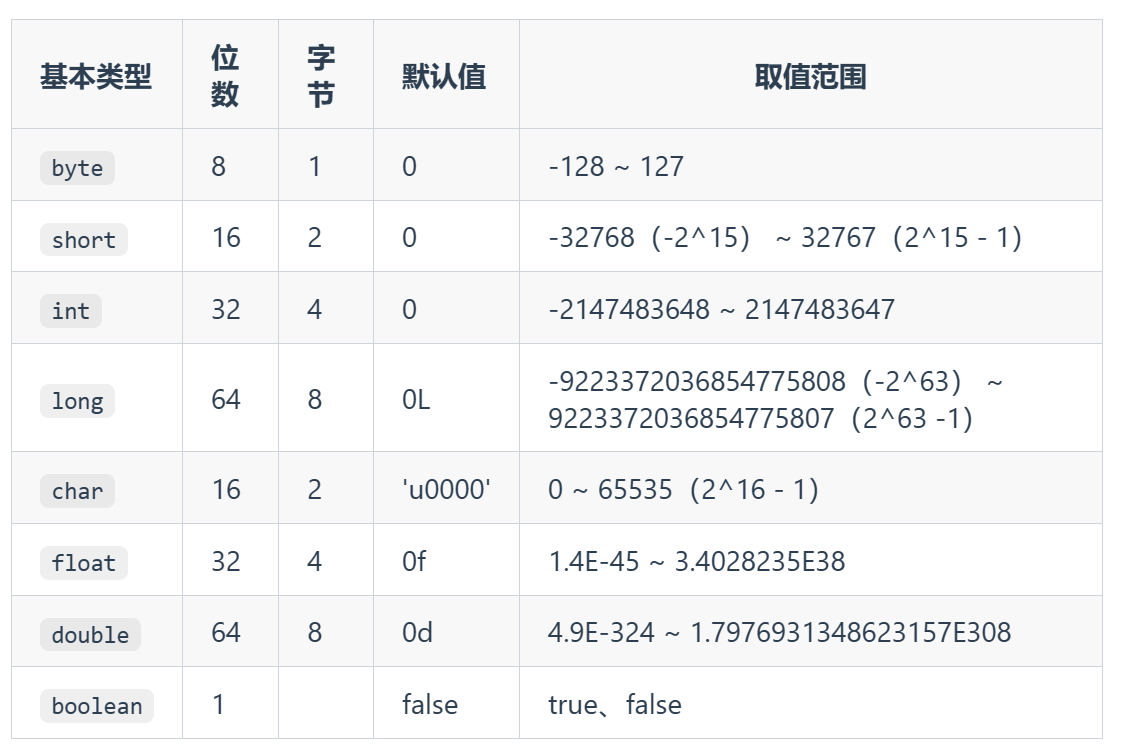 基本类型 位数 字节 默认值 取值范围
byte 8 1 0 -128 ~ 127
short 16 2 0 -32768（-2^15） ~ 32767（2^15 - 1）
int 32 4 0 -2147483648 ~ 2147483647
long 64 8 0L -9223372036854775808（-2^63） ~
9223372036854775807（2^63 -1）
char 16 2 'u0000' 0 ~ 65535（2^16 - 1）
float 32 4 0f 1.4E-45 ~ 3.4028235E38
double 64 8 0d 4.9E-324 ~ 1.7976931348623157E308
boolean 1 false true、false